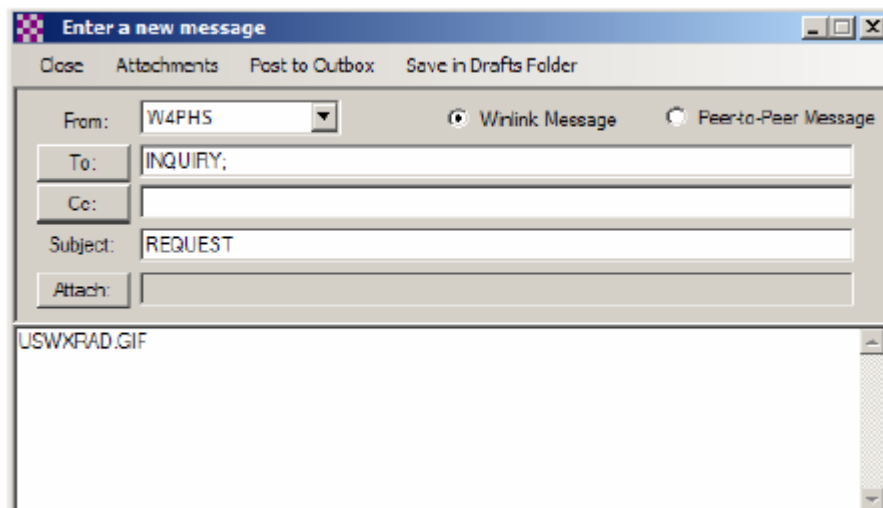 Enter a new message
Close Attachments Post to Outbox Save in Drafts Folder
From: W4PHS Winlink Message Peer-to-Peer Message
To: INQUIRY;
Cc:
Subject: REQUEST
Attach:
USWXRAD.GIF